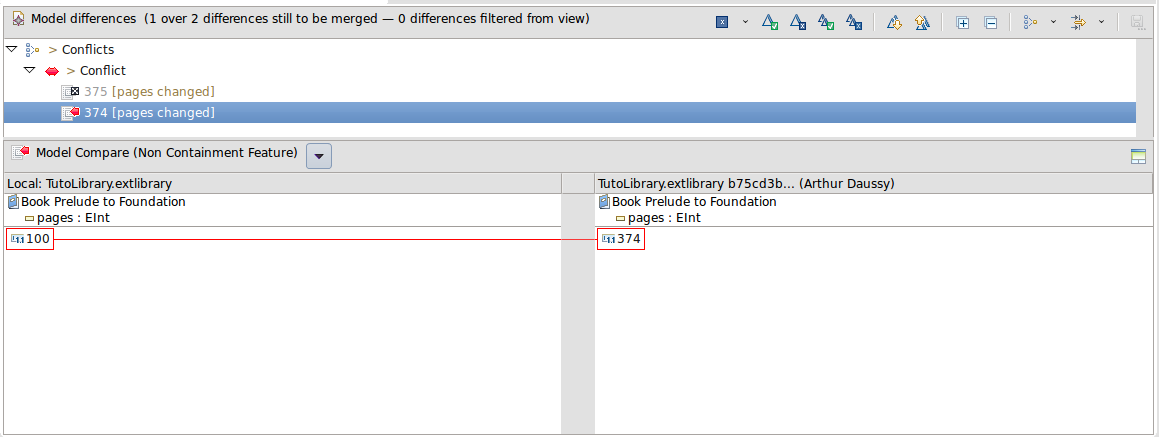 Model differences (1 over 2 differences still to be merged — 0 differences filtered from view)
> Conflicts
> Conflict
375 [pages changed]
374 [pages changed]
Model Compare (Non Containment Feature)
Local: TutoLibrary.extlibrary
TutoLibrary.extlibrary b75cd3b... (Arthur Daussy)
Book Prelude to Foundation
pages : EInt
Book Prelude to Foundation
pages : EInt
100
374